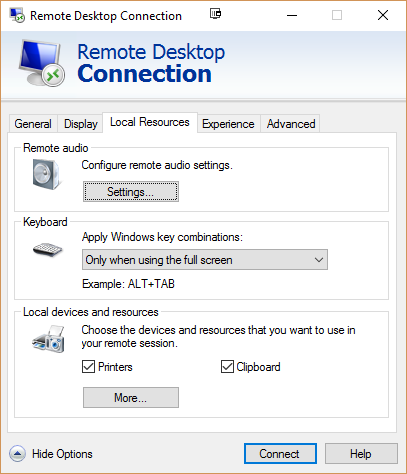 Remote Desktop Connection
Remote Desktop
Connection
General Display Local Resources Experience Advanced
Remote audio
Configure remote audio settings.
Settings...
Keyboard
Apply Windows key combinations:
Only when using the full screen
Example: ALT+TAB
Local devices and resources
Choose the devices and resources that you want to use in
your remote session.
Printers Clipboard
More...
Hide Options Connect Help